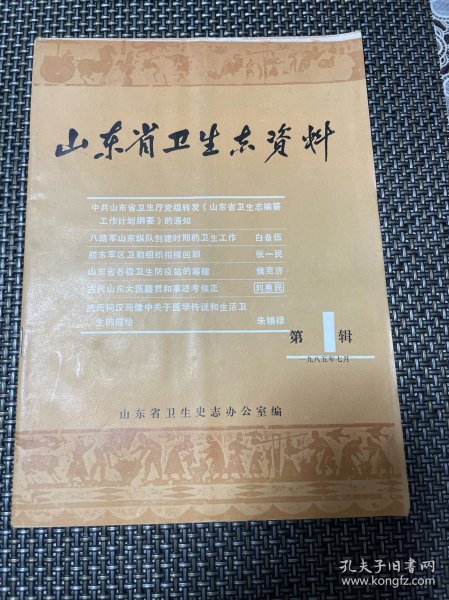 山东省卫生志资料
中共山东省卫生厅党组转发《山东省卫生志编纂
工作计划纲要》的通知
八路军山东纵队创建时期的卫生工作 白备伍
胶东军区卫勤组织指挥回顾 张一民
山东省各级卫生防疫站的筹建 侯克济
古代山东大医籍贯和事迹考俟正 刘惠民
武氏祠汉画像中关于医学传说和生活卫
生的描绘 朱锡禄
第1辑
一九八五年七月
山东省卫生史志办公室编
孔夫子旧书网
www.kongfz.com